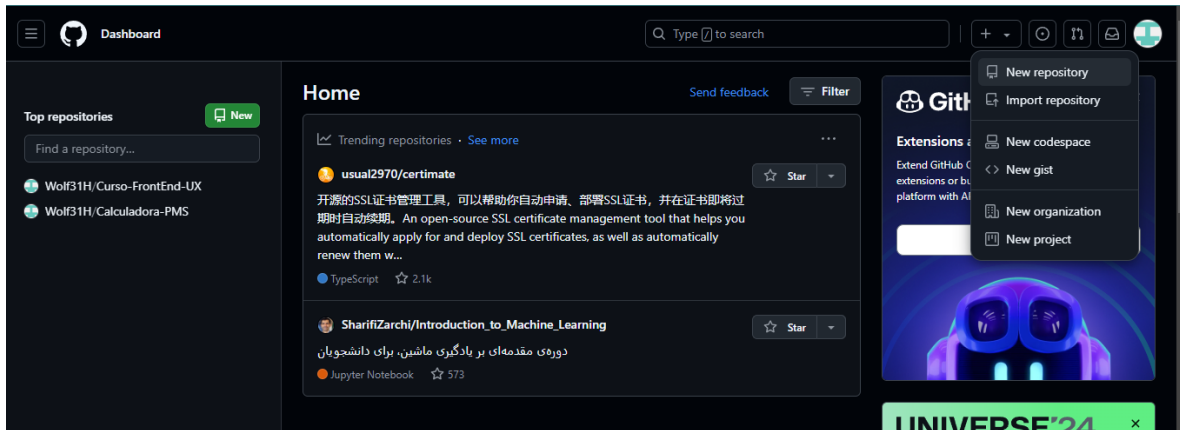 Dashboard
Type / to search
Top repositories
New
Find a repository...
Wolf31H/Curso-FrontEnd-UX
Wolf31H/Calculadora-PMS
Home
Send feedback
Filter
Trending repositories · See more
usual2970/certimate
Star
开源的SSL证书管理工具，可以帮助你自动申请、部署SSL证书，并在证书即将过
期时自动续期。An open-source SSL certificate management tool that helps you
automatically apply for and deploy SSL certificates, as well as automatically
renew them w...
TypeScript 2.1k
SharifiZarchi/Introduction_to_Machine_Learning
Star
دوره‌ی مقدمه‌ای بر یادگیری ماشین، برای دانشجویان
Jupyter Notebook 573
New repository
Import repository
New codespace
New gist
New organization
New project
Extensions
Extend GitHub
extensions or
platform with
UNIVERSE'24